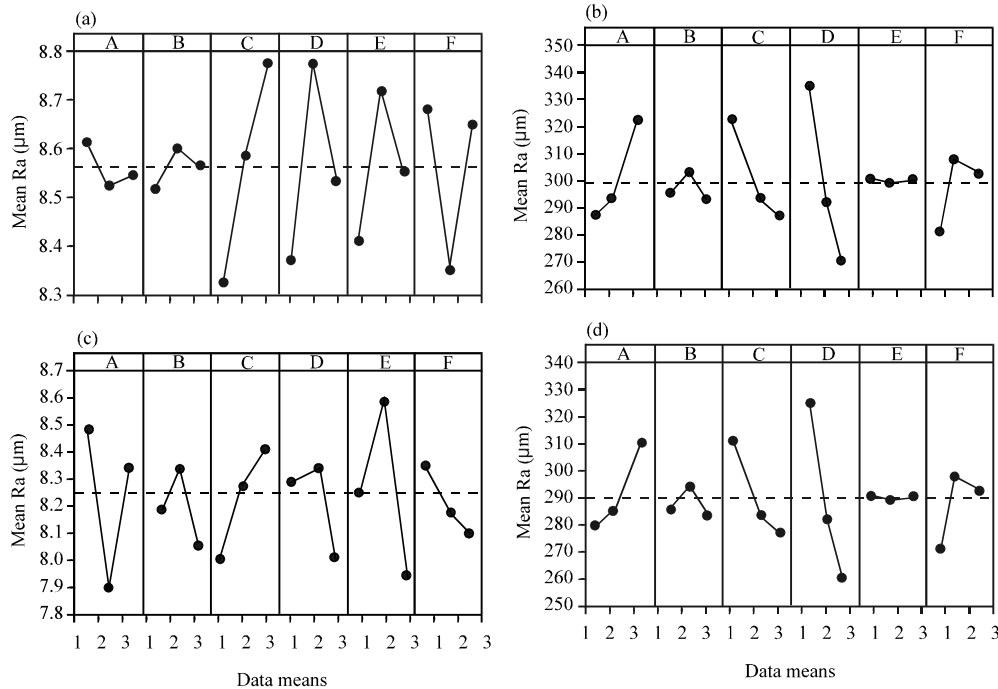 (a)
A B C D E F
8.8
8.7
8.6
8.5
8.4
8.3
Mean Ra (µm)
(b)
A B C D E F
350
340
330
320
310
300
290
280
270
260
Mean Ra (µm)
(c)
A B C D E F
8.7
8.6
8.5
8.4
8.3
8.2
8.1
8.0
7.9
7.8
Mean Ra (µm)
1 2 3 1 2 3 1 2 3 1 2 3 1 2 3 1 2 3
Data means
(d)
A B C D E F
340
330
320
310
300
290
280
270
260
250
Mean Ra (µm)
1 2 3 1 2 3 1 2 3 1 2 3 1 2 3 1 2 3
Data means